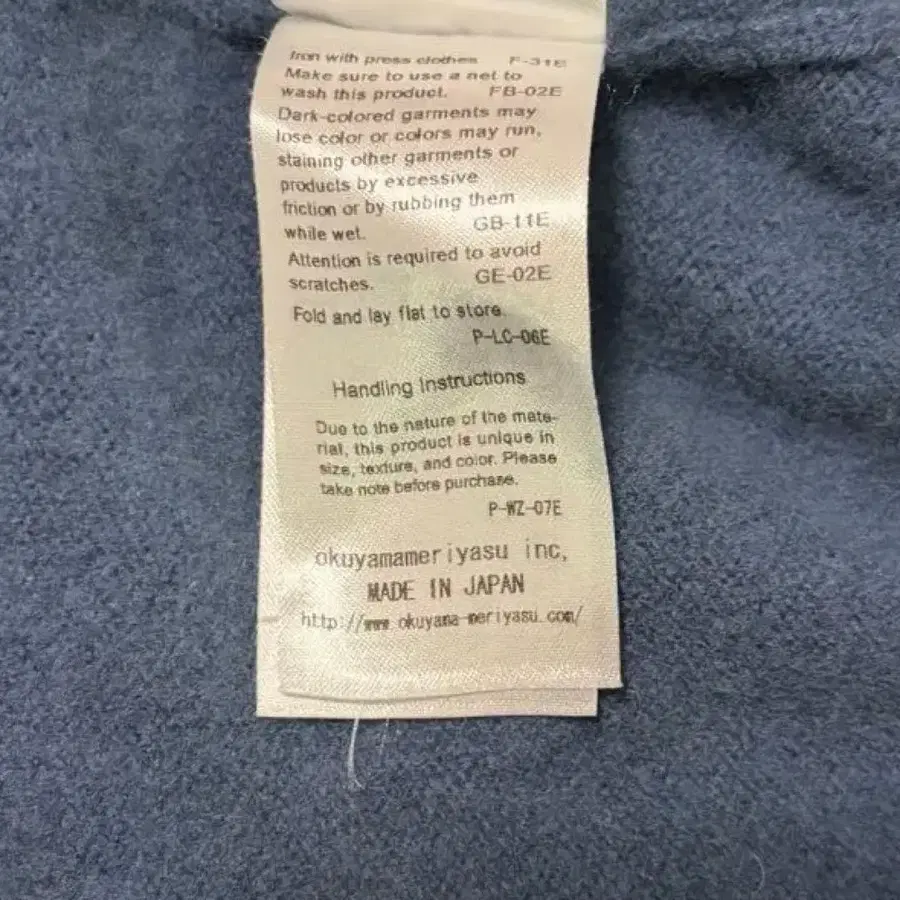 Iron with press clothes F-31E
Make sure to use a net to
wash this product. FB-02E
Dark-colored garments may
lose color or colors may run,
staining other garments or
products by excessive
friction or by rubbing them
while wet. GB-11E
Attention is required to avoid
scratches. GE-02E
Fold and lay flat to store.
P-LC-06E
Handling Instructions
Due to the nature of the mate-
rial, this product is unique in
size, texture, and color. Please
take note before purchase.
P-WZ-07E
okuyamameriyasu inc,
MADE IN JAPAN
http://www.okuyama-meriyasu.com/